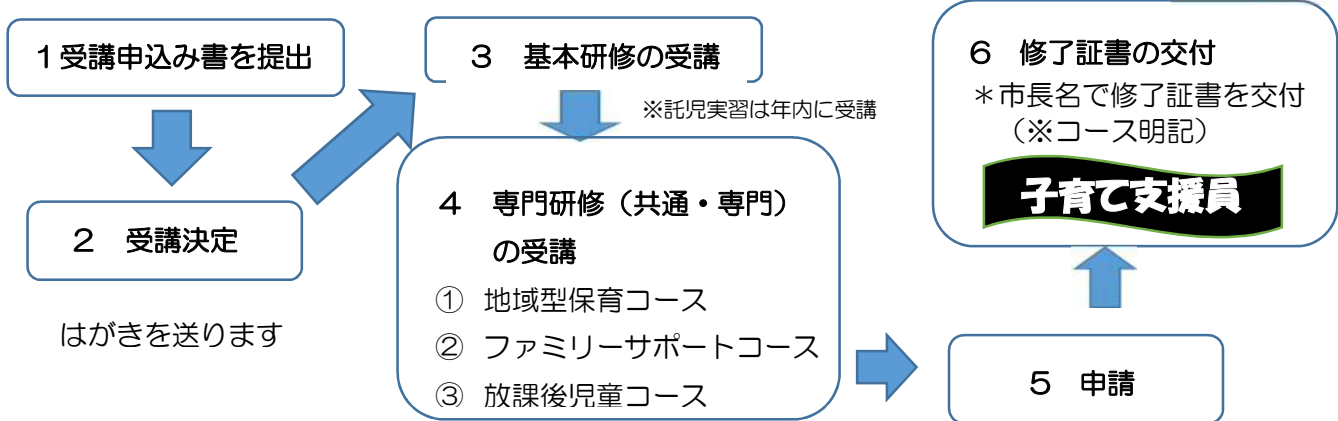 １受講申込み書を提出
２　受講決定
はがきを送ります
３　基本研修の受講
※託児実習は年内に受講
４　専門研修（共通・専門）
の受講
①　地域型保育コース
②　ファミリーサポートコース
③　放課後児童コース
５　申請
６　修了証書の交付
＊市長名で修了証書を交付
（※コース明記）
子育て支援員